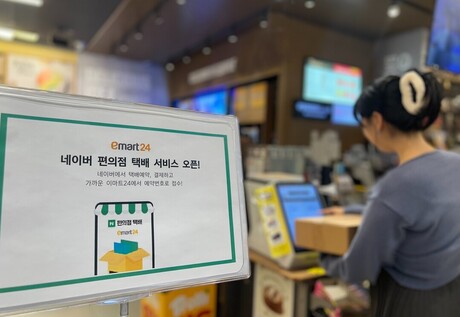 emart24
네이버 편의점 택배 서비스 오픈!
네이버에서 택배예약, 결제하고
가까운 이마트24에서 예약번호로 접수!
N 편의점 택배
emart24